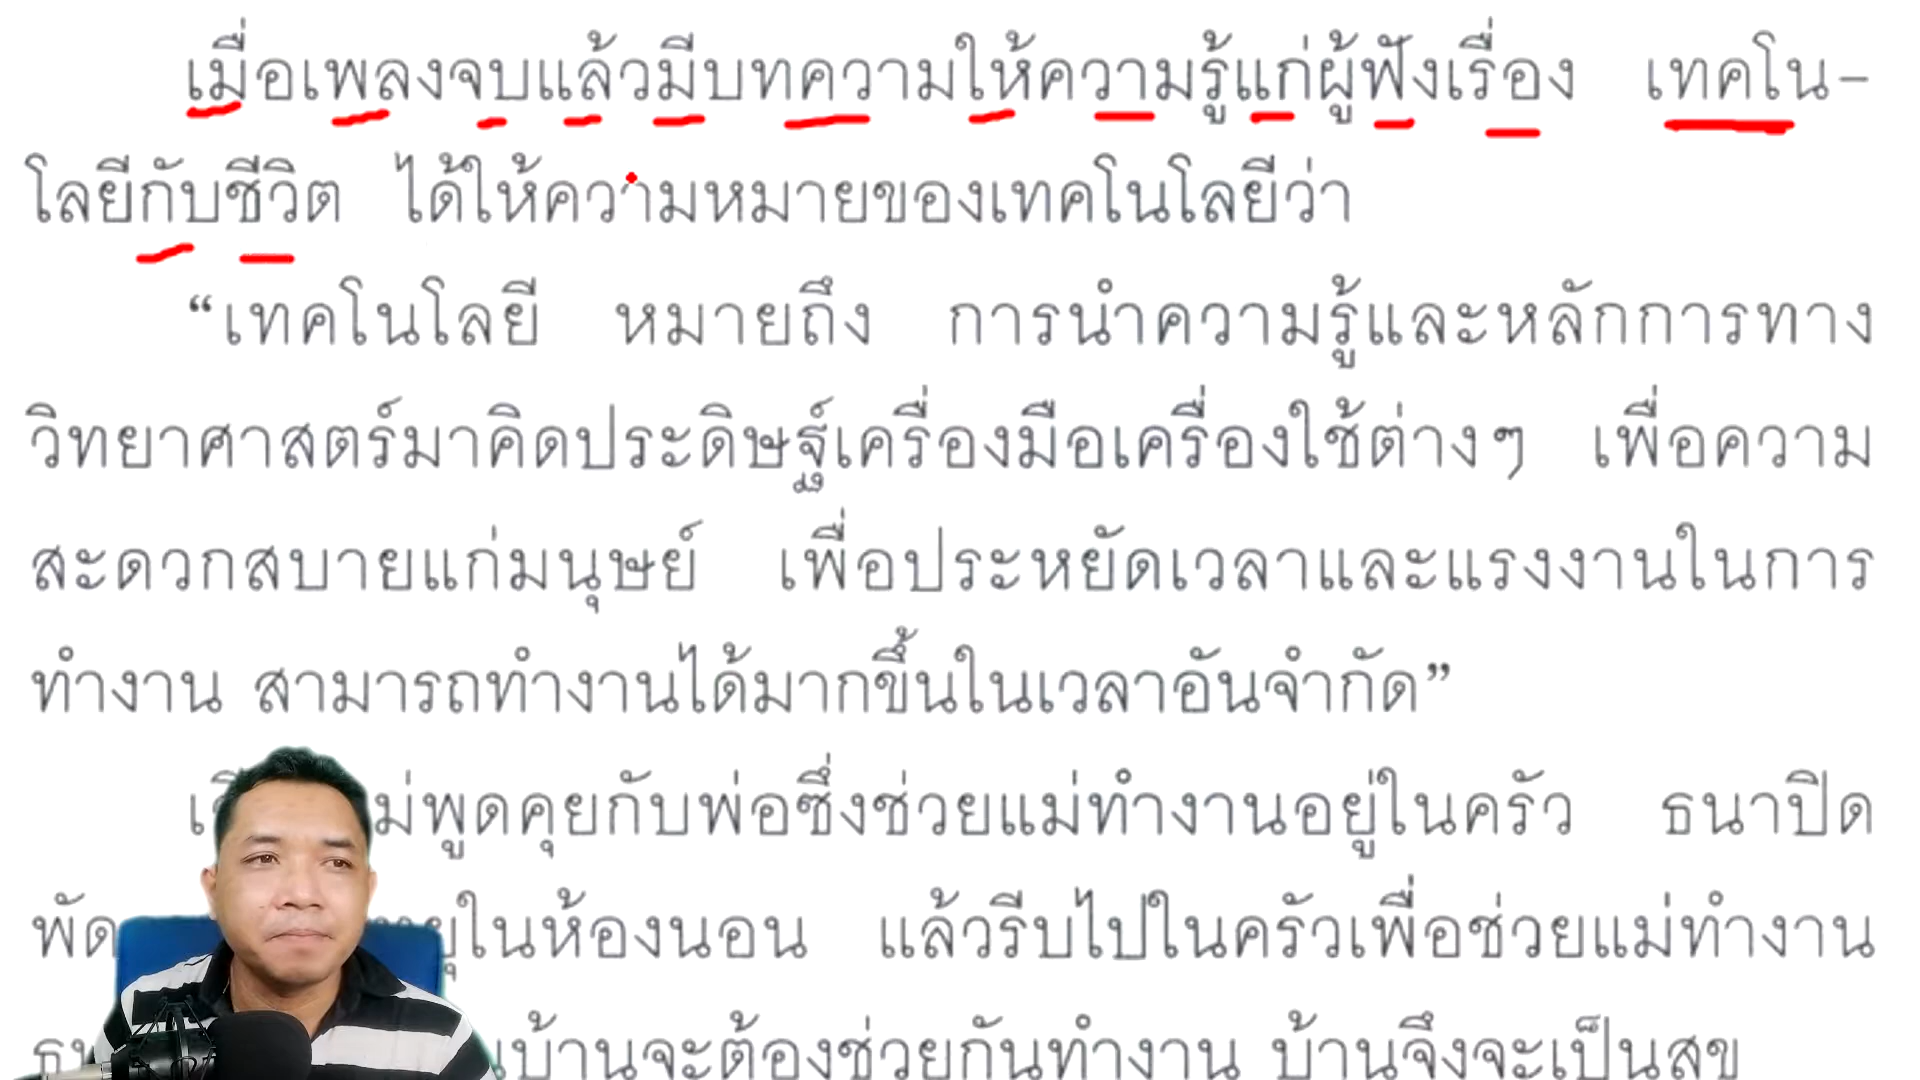 เมื่อเพลงจบแล้วมีบทความให้ความรู้แก่ผู้ฟังเรื่อง เทคโน-
โลยีกับชีวิต ได้ให้ความหมายของเทคโนโลยีว่า
“เทคโนโลยี หมายถึง การนำความรู้และหลักการทาง
วิทยาศาสตร์มาคิดประดิษฐ์เครื่องมือเครื่องใช้ต่างๆ เพื่อความ
สะดวกสบายแก่มนุษย์ เพื่อประหยัดเวลาและแรงงานในการ
ทำงาน สามารถทำงานได้มากขึ้นในเวลาอันจำกัด”
แม่พูดคุยกับพ่อซึ่งช่วยแม่ทำงานอยู่ในครัว ธนาปิด
พัด ในห้องนอน แล้วรีบไปในครัวเพื่อช่วยแม่ทำงาน
บ้านจะต้องช่วยกันทำงาน บ้านจึงจะเป็นสุข